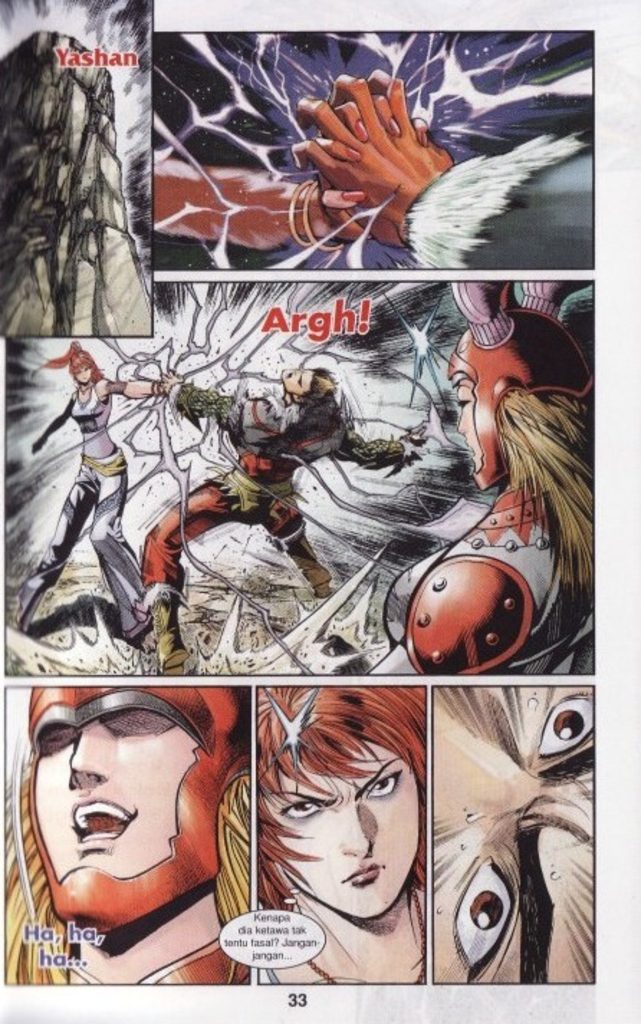 Yashan
Argh!
Ha, ha,
ha...
Kenapa
dia ketawa tak
tentu fasal? Jangan-
jangan...
33